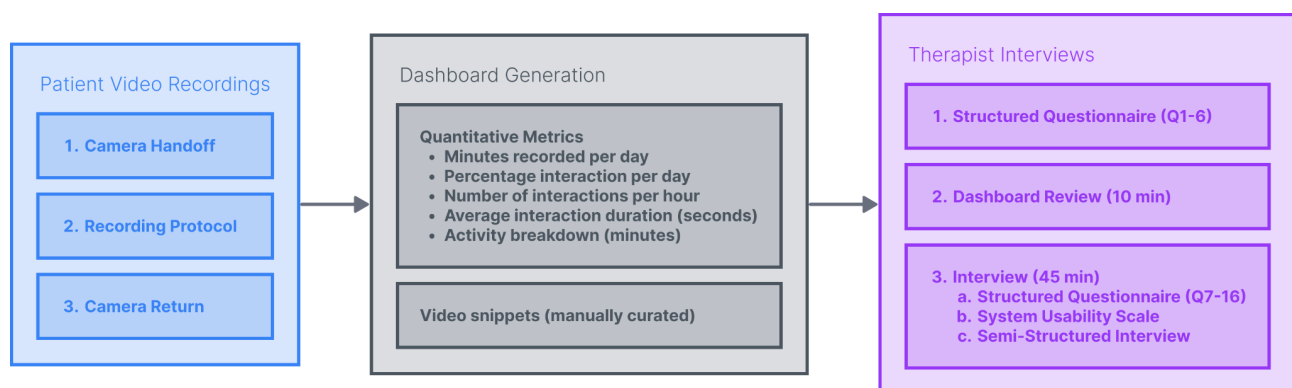 Patient Video Recordings
1. Camera Handoff
2. Recording Protocol
3. Camera Return
Dashboard Generation
Quantitative Metrics
• Minutes recorded per day
• Percentage interaction per day
• Number of interactions per hour
• Average interaction duration (seconds)
• Activity breakdown (minutes)
Video snippets (manually curated)
Therapist Interviews
1. Structured Questionnaire (Q1-6)
2. Dashboard Review (10 min)
3. Interview (45 min)
a. Structured Questionnaire (Q7-16)
b. System Usability Scale
c. Semi-Structured Interview